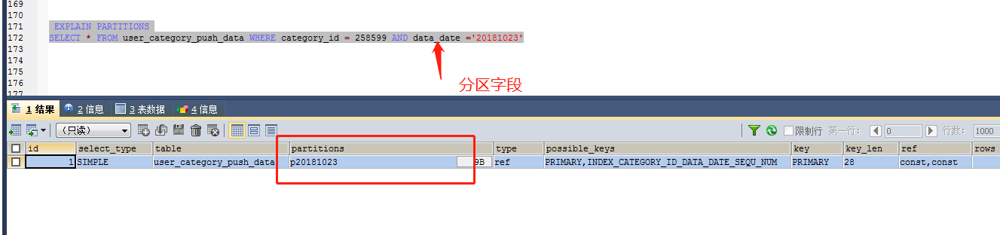 169
170
171 EXPLAIN PARTITIONS
172 SELECT * FROM user_category_push_data WHERE category_id = 258599 AND data_date ='20181023'
173
174
175
176
177
分区字段
1 结果 2 信息 3 表数据 4 信息
（只读） 限制行 第一行: 0 行数: 1000
id select_type table partitions type possible_keys key key_len ref rows
1 SIMPLE user_category_push_data p20181023 9B ref PRIMARY,INDEX_CATEGORY_ID_DATA_DATE_SEQU_NUM PRIMARY 28 const,const